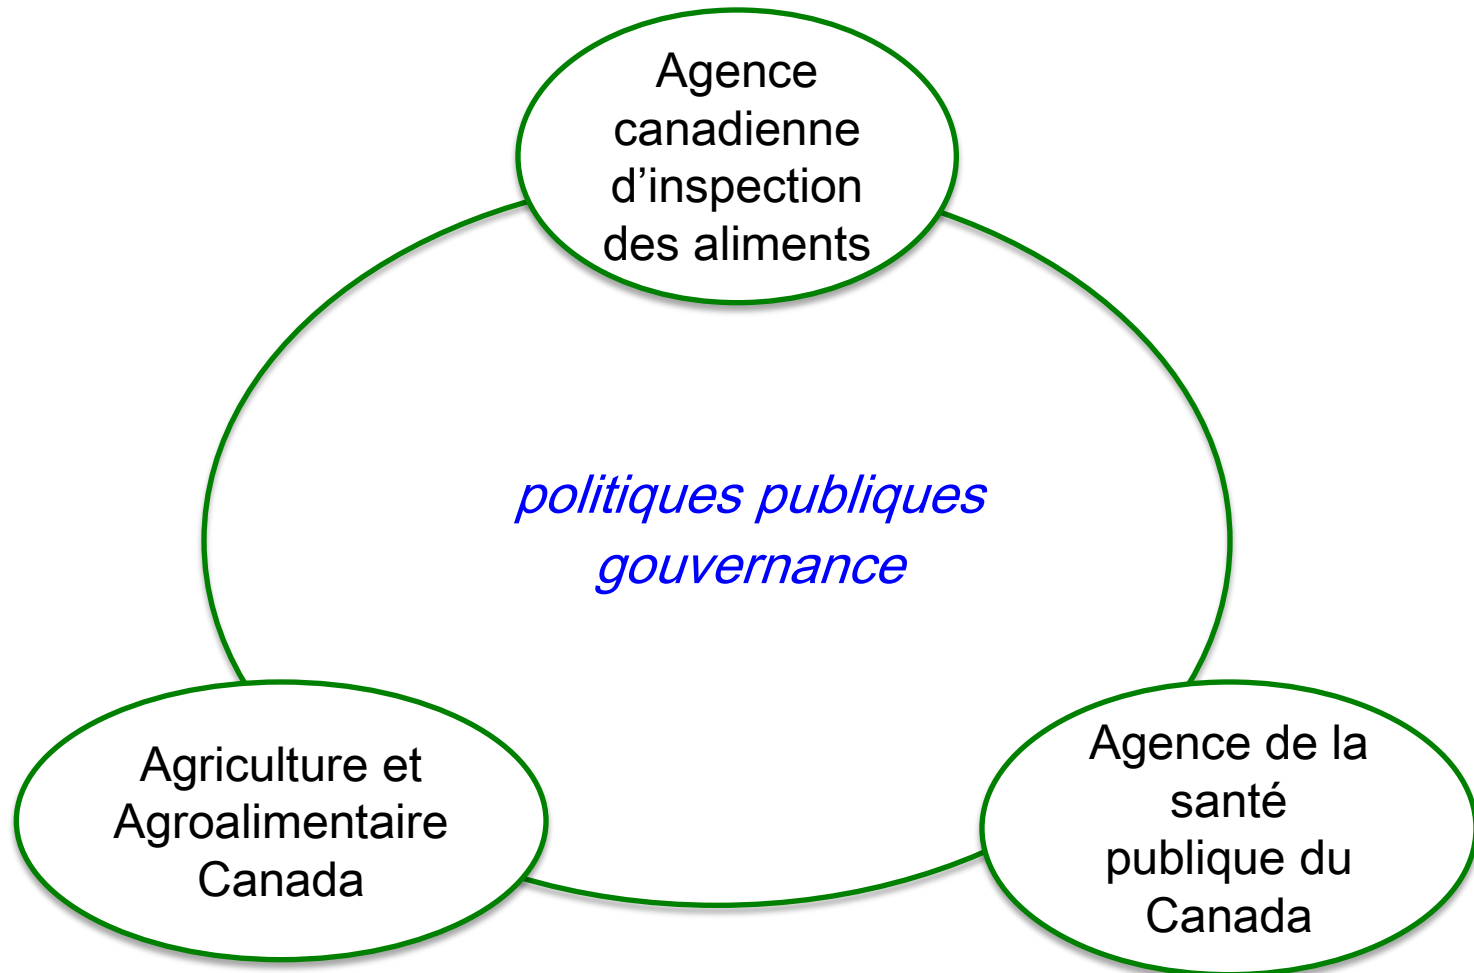 Agence
canadienne
d’inspection
des aliments
politiques publiques
gouvernance
Agriculture et
Agroalimentaire
Canada
Agence de la
santé
publique du
Canada